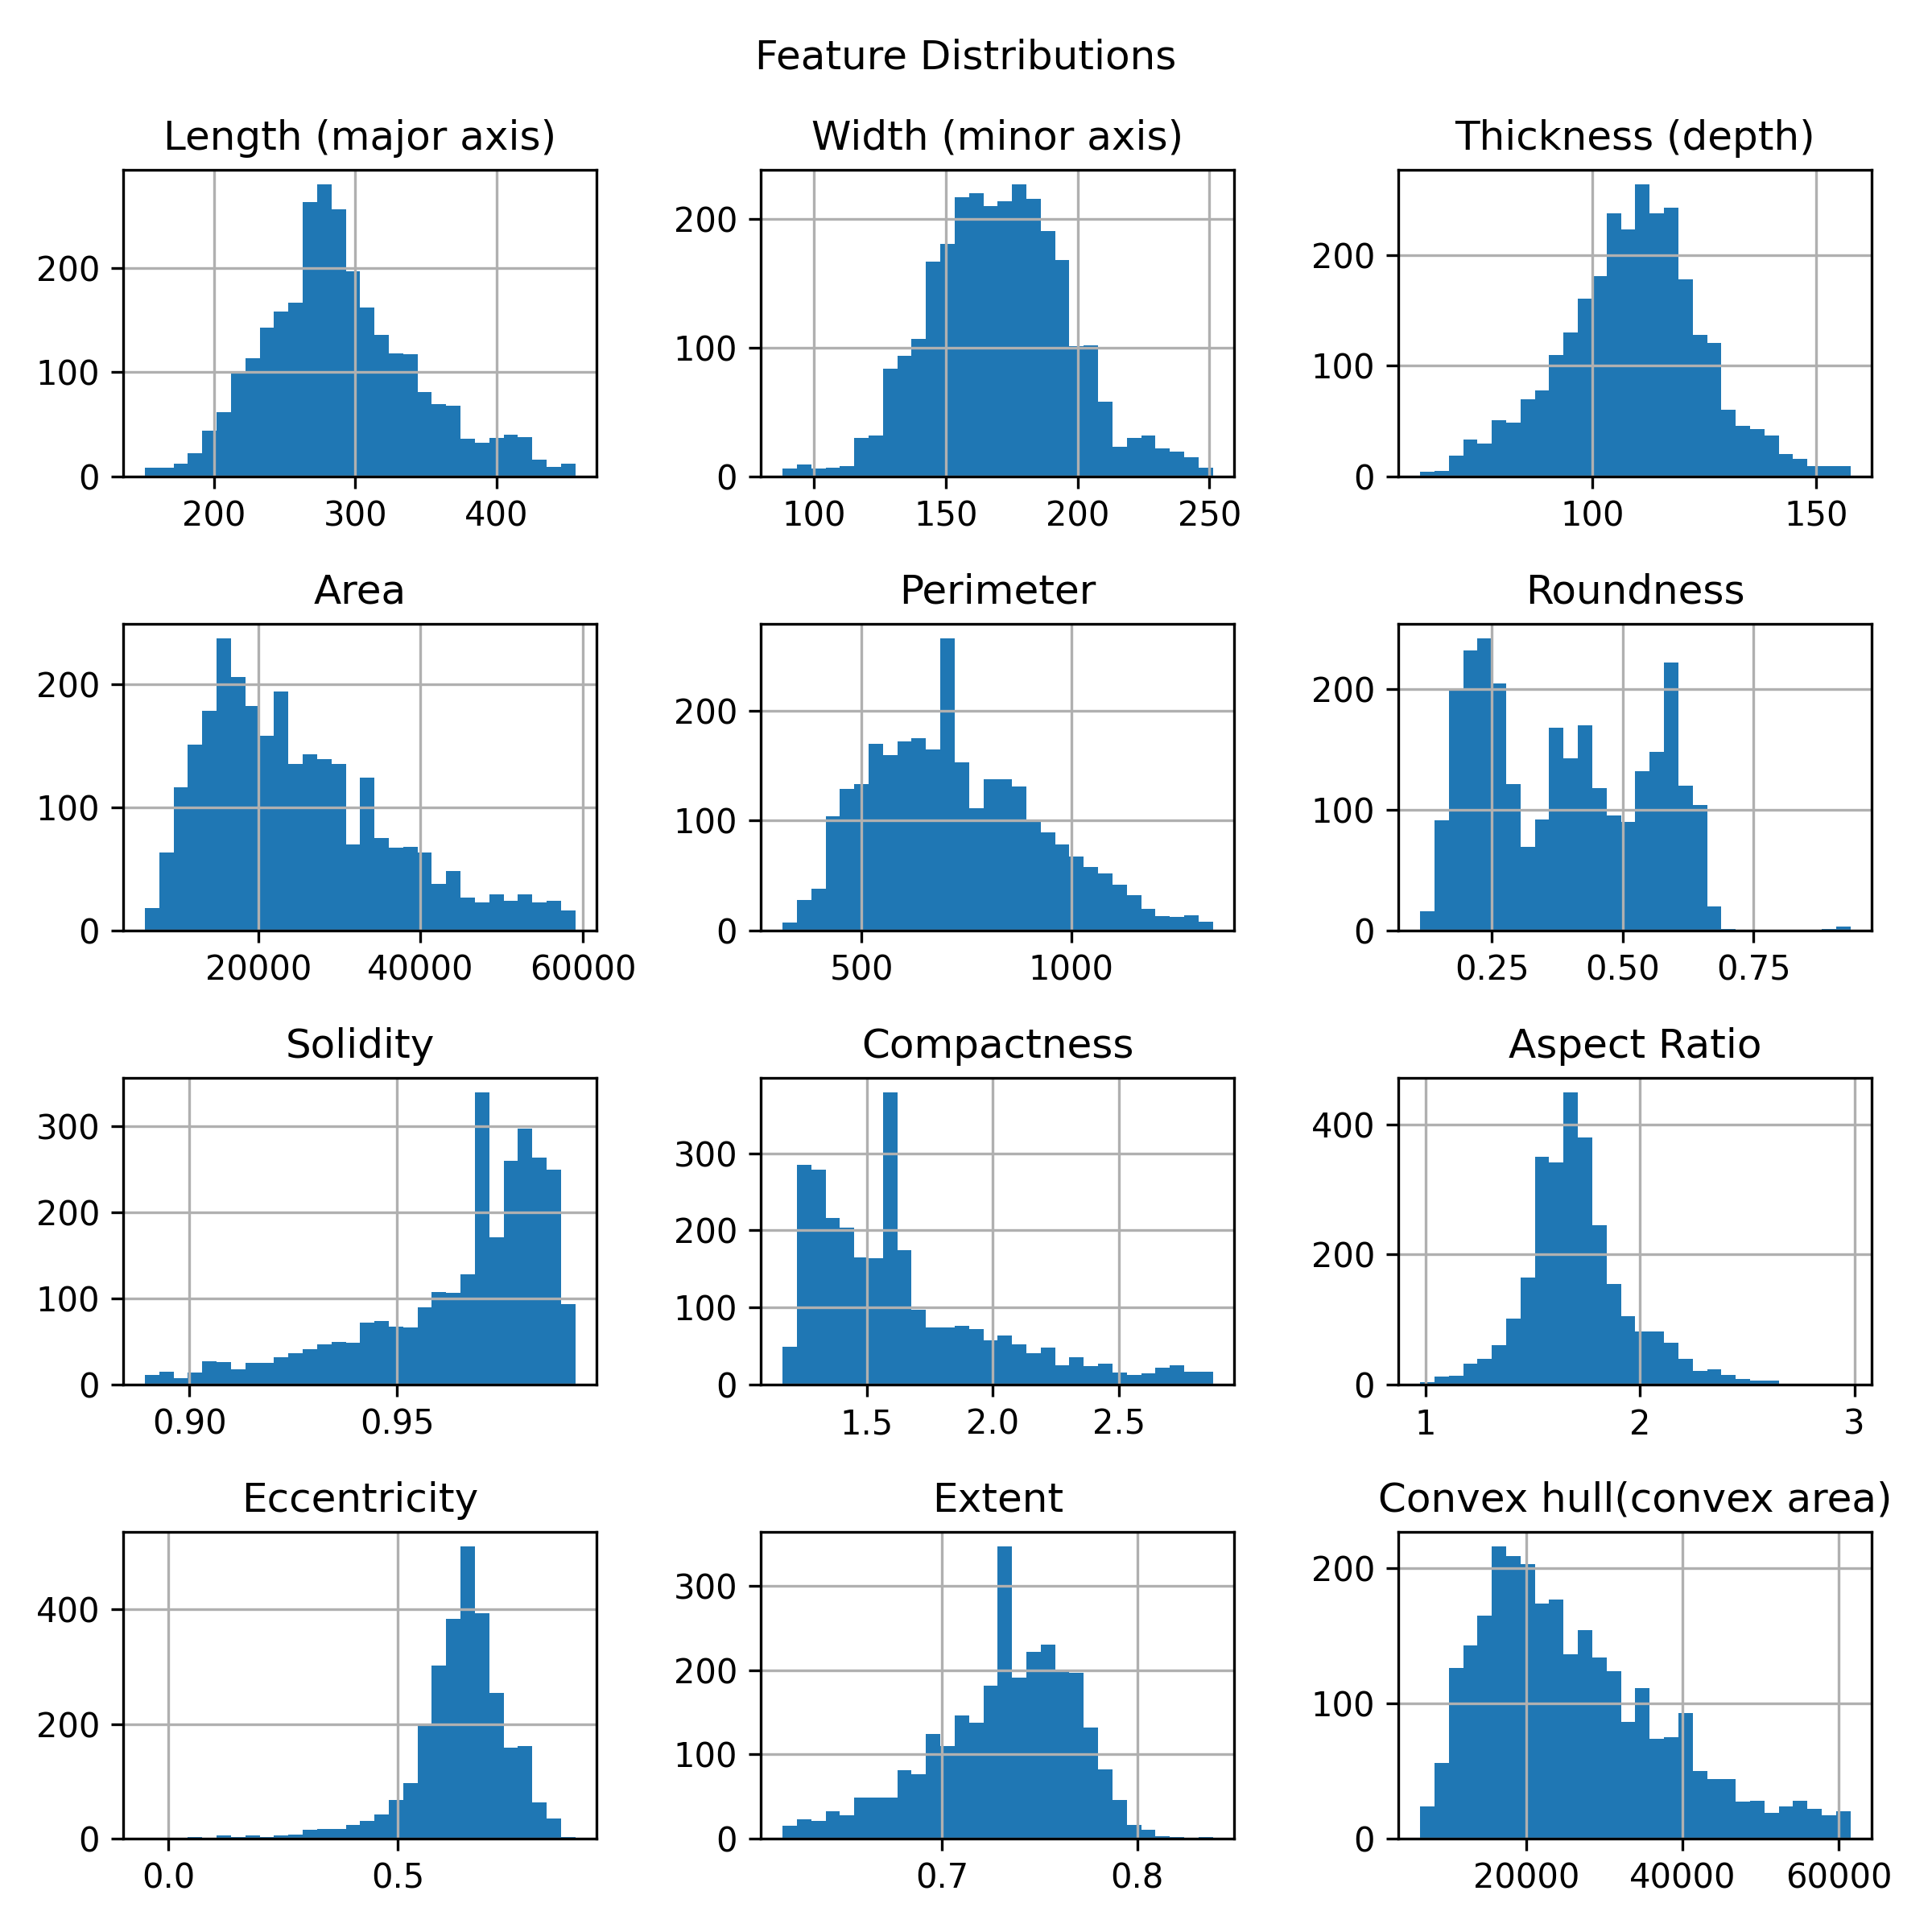 Feature Distributions
Length (major axis)
Width (minor axis)
Thickness (depth)
200
100
0
200 300 400
200
100
0
100 150 200 250
200
100
0
100 150
Area
Perimeter
Roundness
200
100
0
20000 40000 60000
200
100
0
500 1000
200
100
0
0.25 0.50 0.75
Solidity
Compactness
Aspect Ratio
300
200
100
0
0.90 0.95
300
200
100
0
1.5 2.0 2.5
400
200
0
1 2 3
Eccentricity
Extent
Convex hull(convex area)
400
200
0
0.0 0.5
300
200
100
0
0.7 0.8
200
100
0
20000 40000 60000